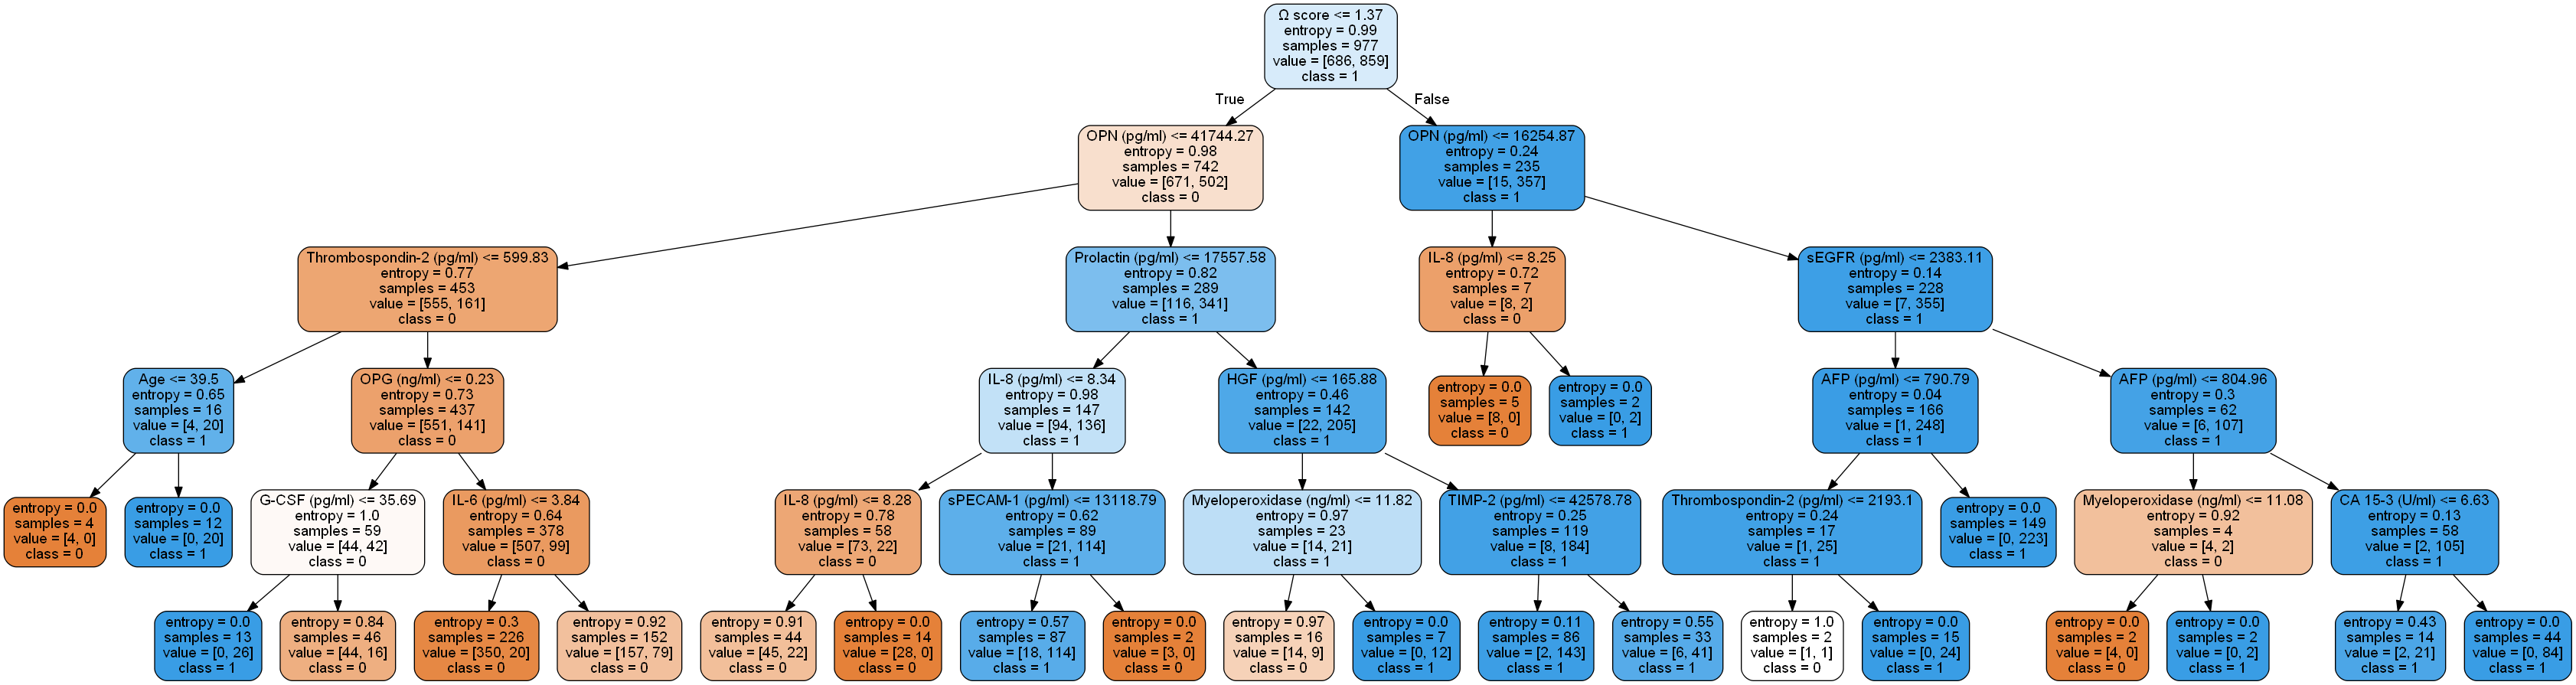 Ω score <= 1.37
entropy = 0.99
samples = 977
value = [686, 859]
class = 1
True
False
OPN (pg/ml) <= 41744.27
entropy = 0.98
samples = 742
value = [671, 502]
class = 0
OPN (pg/ml) <= 16254.87
entropy = 0.24
samples = 235
value = [15, 357]
class = 1
Thrombospondin-2 (pg/ml) <= 599.83
entropy = 0.77
samples = 453
value = [555, 161]
class = 0
Prolactin (pg/ml) <= 17557.58
entropy = 0.82
samples = 289
value = [116, 341]
class = 1
IL-8 (pg/ml) <= 8.25
entropy = 0.72
samples = 7
value = [8, 2]
class = 0
sEGFR (pg/ml) <= 2383.11
entropy = 0.14
samples = 228
value = [7, 355]
class = 1
Age <= 39.5
entropy = 0.65
samples = 16
value = [4, 20]
class = 1
OPG (ng/ml) <= 0.23
entropy = 0.73
samples = 437
value = [551, 141]
class = 0
IL-8 (pg/ml) <= 8.34
entropy = 0.98
samples = 147
value = [94, 136]
class = 1
HGF (pg/ml) <= 165.88
entropy = 0.46
samples = 142
value = [22, 205]
class = 1
entropy = 0.0
samples = 5
value = [8, 0]
class = 0
entropy = 0.0
samples = 2
value = [0, 2]
class = 1
AFP (pg/ml) <= 790.79
entropy = 0.04
samples = 166
value = [1, 248]
class = 1
AFP (pg/ml) <= 804.96
entropy = 0.3
samples = 62
value = [6, 107]
class = 1
entropy = 0.0
samples = 4
value = [4, 0]
class = 0
entropy = 0.0
samples = 12
value = [0, 20]
class = 1
G-CSF (pg/ml) <= 35.69
entropy = 1.0
samples = 59
value = [44, 42]
class = 0
IL-6 (pg/ml) <= 3.84
entropy = 0.64
samples = 378
value = [507, 99]
class = 0
IL-8 (pg/ml) <= 8.28
entropy = 0.78
samples = 58
value = [73, 22]
class = 0
sPECAM-1 (pg/ml) <= 13118.79
entropy = 0.62
samples = 89
value = [21, 114]
class = 1
Myeloperoxidase (ng/ml) <= 11.82
entropy = 0.97
samples = 23
value = [14, 21]
class = 1
TIMP-2 (pg/ml) <= 42578.78
entropy = 0.25
samples = 119
value = [8, 184]
class = 1
Thrombospondin-2 (pg/ml) <= 2193.1
entropy = 0.24
samples = 17
value = [1, 25]
class = 1
entropy = 0.0
samples = 149
value = [0, 223]
class = 1
Myeloperoxidase (ng/ml) <= 11.08
entropy = 0.92
samples = 4
value = [4, 2]
class = 0
CA 15-3 (U/ml) <= 6.63
entropy = 0.13
samples = 58
value = [2, 105]
class = 1
entropy = 0.0
samples = 13
value = [0, 26]
class = 1
entropy = 0.84
samples = 46
value = [44, 16]
class = 0
entropy = 0.3
samples = 226
value = [350, 20]
class = 0
entropy = 0.92
samples = 152
value = [157, 79]
class = 0
entropy = 0.91
samples = 44
value = [45, 22]
class = 0
entropy = 0.0
samples = 14
value = [28, 0]
class = 0
entropy = 0.57
samples = 87
value = [18, 114]
class = 1
entropy = 0.0
samples = 2
value = [3, 0]
class = 0
entropy = 0.97
samples = 16
value = [14, 9]
class = 0
entropy = 0.0
samples = 7
value = [0, 12]
class = 1
entropy = 0.11
samples = 86
value = [2, 143]
class = 1
entropy = 0.55
samples = 33
value = [6, 41]
class = 1
entropy = 1.0
samples = 2
value = [1, 1]
class = 0
entropy = 0.0
samples = 15
value = [0, 24]
class = 1
entropy = 0.0
samples = 2
value = [4, 0]
class = 0
entropy = 0.0
samples = 2
value = [0, 2]
class = 1
entropy = 0.43
samples = 14
value = [2, 21]
class = 1
entropy = 0.0
samples = 44
value = [0, 84]
class = 1